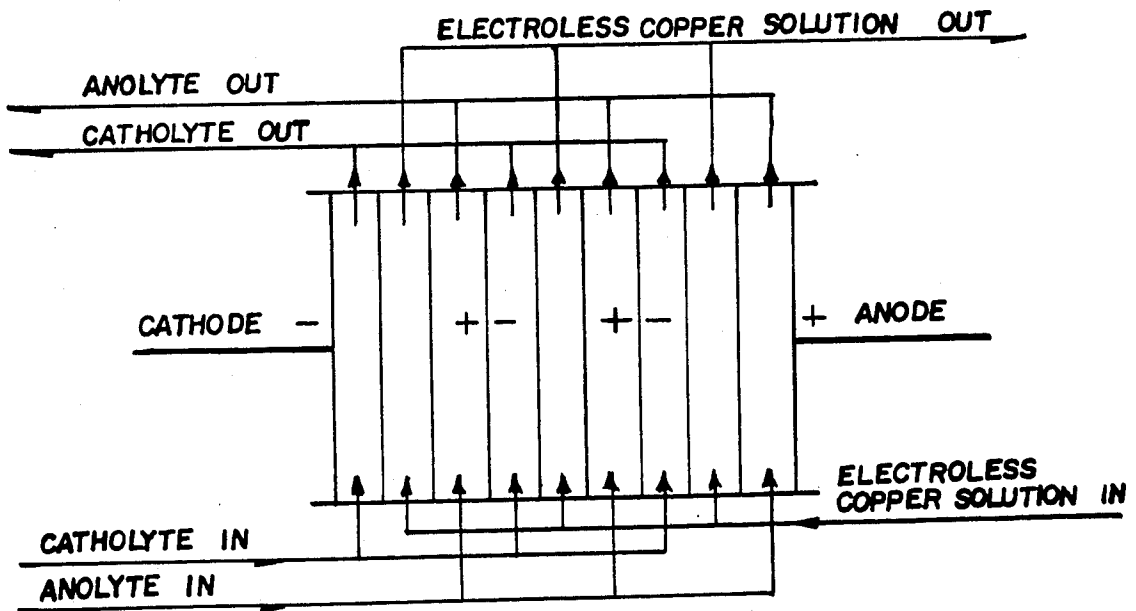 ELECTROLESS COPPER SOLUTION OUT
ANOLYTE OUT
CATHOLYTE OUT
CATHODE - + - + - + ANODE
ELECTROLESS
COPPER SOLUTION IN
CATHOLYTE IN
ANOLYTE IN